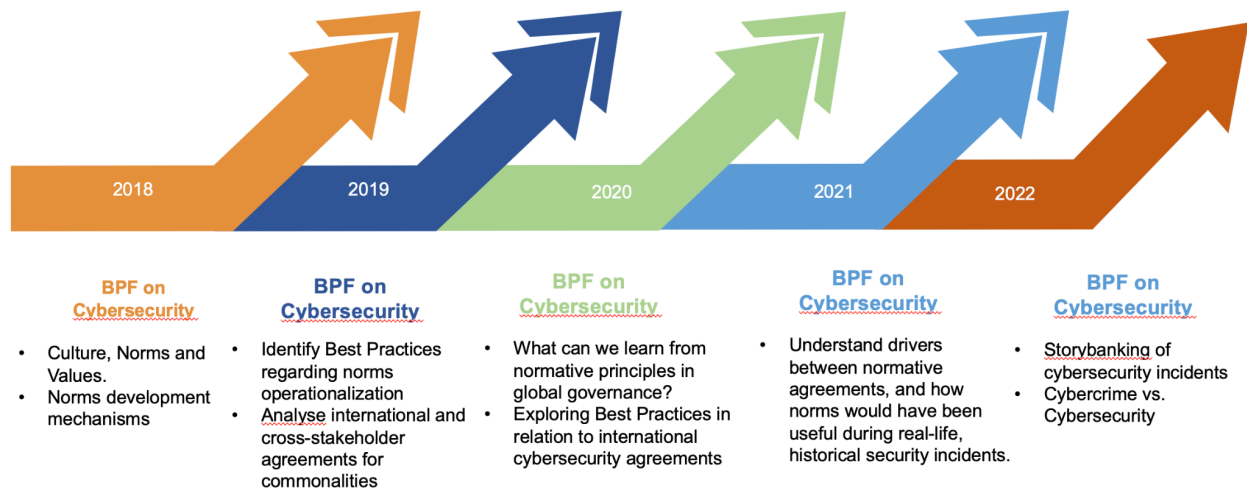 2018
2019
2020
2021
2022
BPF on
Cybersecurity
• Culture, Norms and
Values.
• Norms development
mechanisms
BPF on
Cybersecurity
• Identify Best Practices
regarding norms
operationalization
• Analyse international and
cross-stakeholder
agreements for
commonalities
BPF on
Cybersecurity
• What can we learn from
normative principles in
global governance?
• Exploring Best Practices in
relation to international
cybersecurity agreements
BPF on
Cybersecurity
• Understand drivers
between normative
agreements, and how
norms would have been
useful during real-life,
historical security incidents.
BPF on
Cybersecurity
• Storybanking of
cybersecurity incidents
• Cybercrime vs.
Cybersecurity